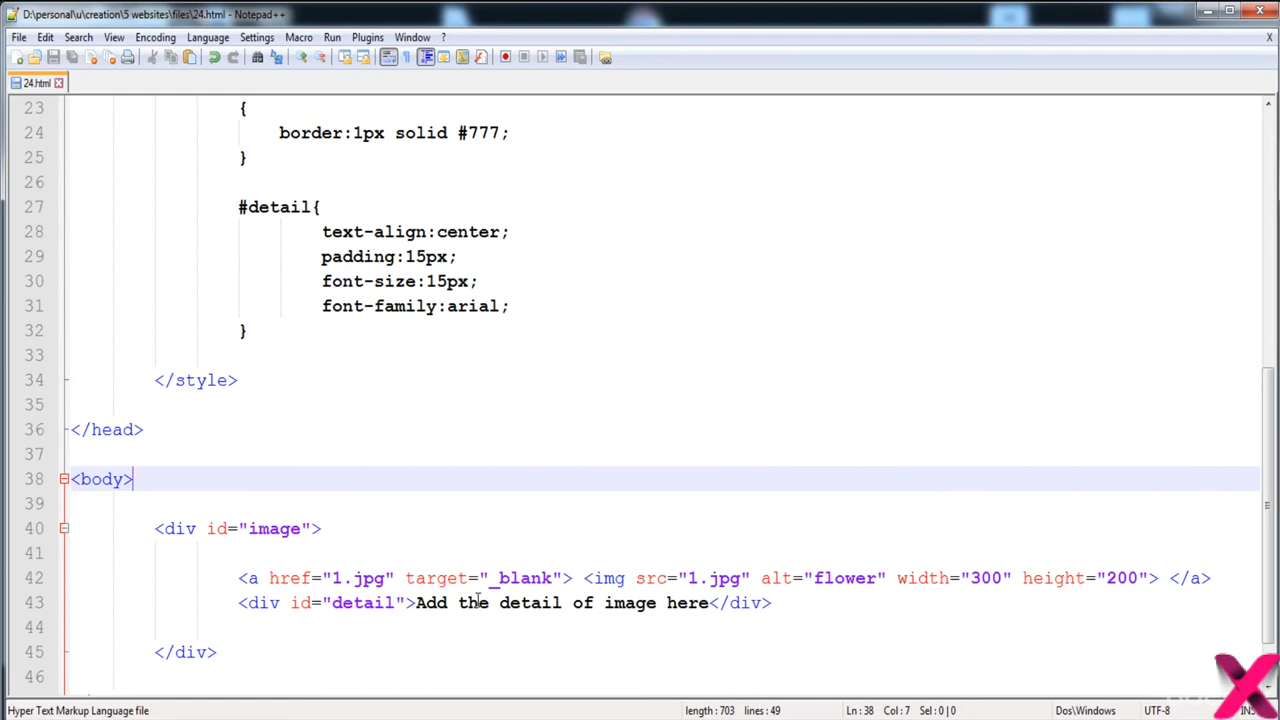 D:\personal\u\creation\5 websites\files\24.html - Notepad++
File Edit Search View Encoding Language Settings Macro Run Plugins Window ? X
24.html
23 {
24 border:1px solid #777;
25 }
26
27 #detail{
28 text-align:center;
29 padding:15px;
30 font-size:15px;
31 font-family:arial;
32 }
33
34 </style>
35
36 </head>
37
38 <body>
39
40 <div id="image">
41
42 <a href="1.jpg" target="_blank"> <img src="1.jpg" alt="flower" width="300" height="200"> </a>
43 <div id="detail">Add the detail of image here</div>
44
45 </div>
46
Hyper Text Markup Language file length : 703 lines : 49 Ln : 38 Col : 7 Sel : 0 | 0 Dos\Windows UTF-8